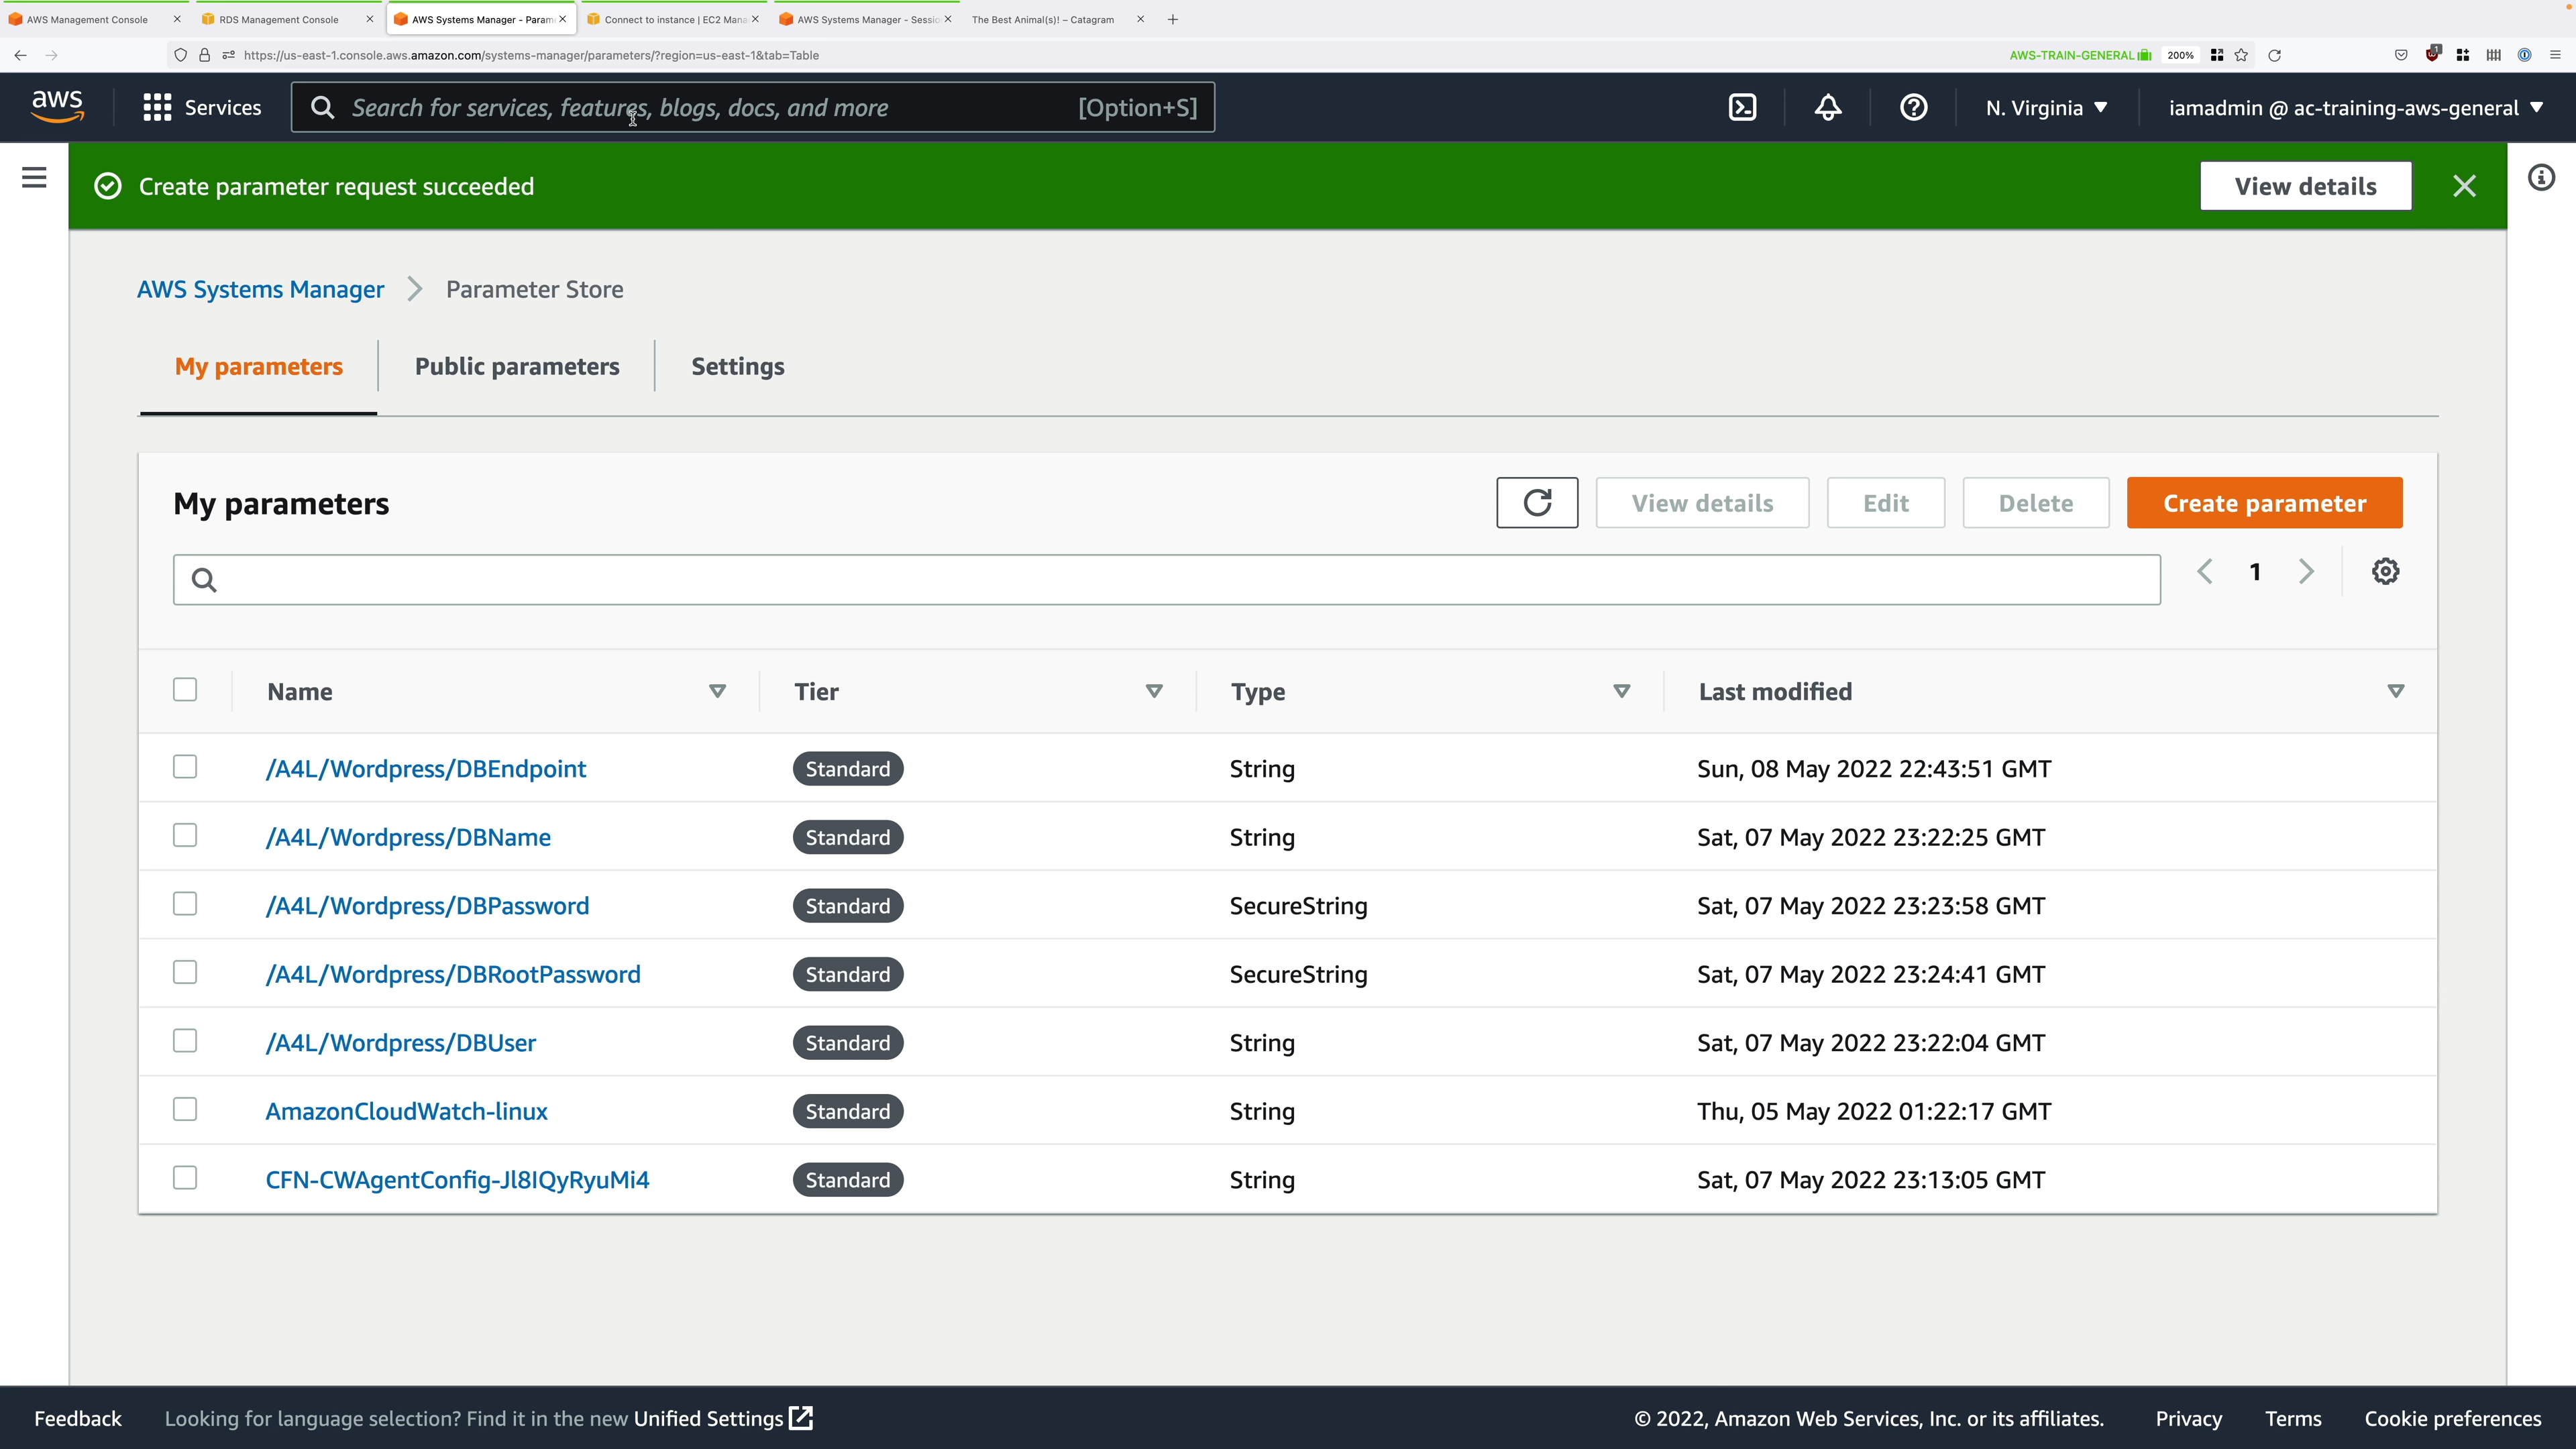 AWS Management Console
RDS Management Console
AWS Systems Manager - Param
Connect to instance | EC2 Mana
AWS Systems Manager - Sessio
The Best Animal(s)! – Catagram
https://us-east-1.console.aws.amazon.com/systems-manager/parameters/?region=us-east-1&tab=Table
AWS-TRAIN-GENERAL
200%
1
aws
Services
Search for services, features, blogs, docs, and more
[Option+S]
N. Virginia
iamadmin @ ac-training-aws-general
Create parameter request succeeded
View details
AWS Systems Manager
Parameter Store
My parameters
Public parameters
Settings
My parameters
View details
Edit
Delete
Create parameter
1
Name
Tier
Type
Last modified
/A4L/Wordpress/DBEndpoint Standard String Sun, 08 May 2022 22:43:51 GMT
/A4L/Wordpress/DBName Standard String Sat, 07 May 2022 23:22:25 GMT
/A4L/Wordpress/DBPassword Standard SecureString Sat, 07 May 2022 23:23:58 GMT
/A4L/Wordpress/DBRootPassword Standard SecureString Sat, 07 May 2022 23:24:41 GMT
/A4L/Wordpress/DBUser Standard String Sat, 07 May 2022 23:22:04 GMT
AmazonCloudWatch-linux Standard String Thu, 05 May 2022 01:22:17 GMT
CFN-CWAgentConfig-Jl8IQyRyuMi4 Standard String Sat, 07 May 2022 23:13:05 GMT
Feedback
Looking for language selection? Find it in the new Unified Settings
© 2022, Amazon Web Services, Inc. or its affiliates.
Privacy
Terms
Cookie preferences